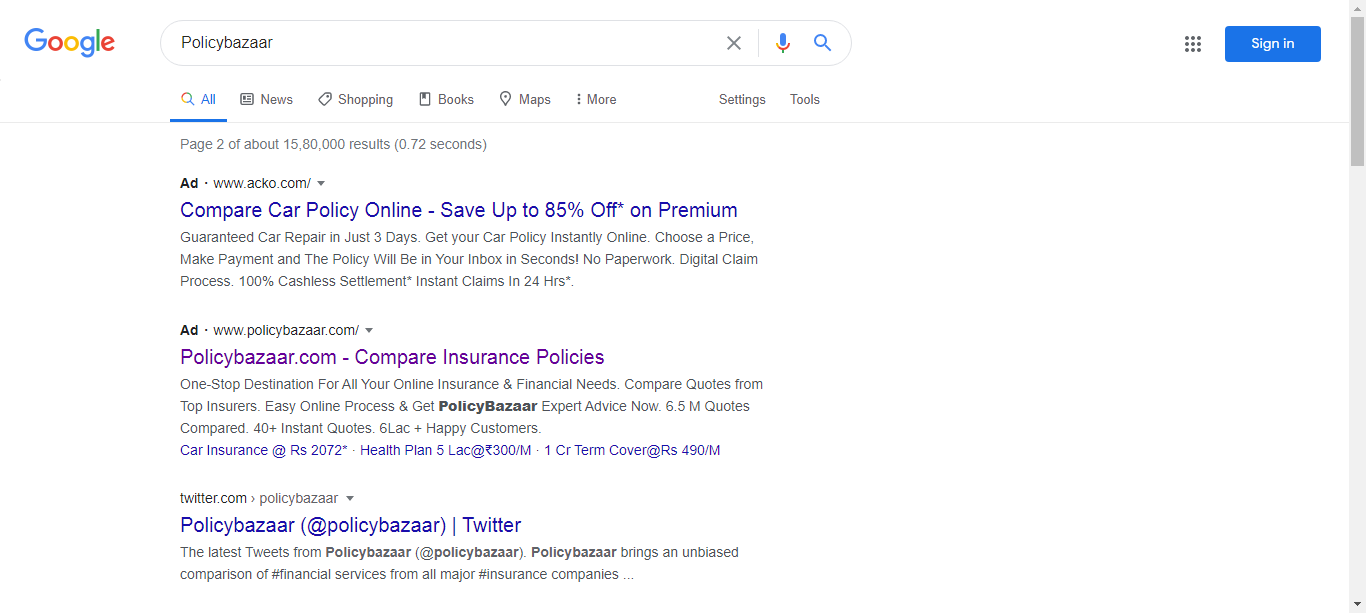 Google
Policybazaar
Sign in
All News Shopping Books Maps More Settings Tools
Page 2 of about 15,80,000 results (0.72 seconds)
Ad · www.acko.com/
Compare Car Policy Online - Save Up to 85% Off* on Premium
Guaranteed Car Repair in Just 3 Days. Get your Car Policy Instantly Online. Choose a Price,
Make Payment and The Policy Will Be in Your Inbox in Seconds! No Paperwork. Digital Claim
Process. 100% Cashless Settlement* Instant Claims In 24 Hrs*.
Ad · www.policybazaar.com/
Policybazaar.com - Compare Insurance Policies
One-Stop Destination For All Your Online Insurance & Financial Needs. Compare Quotes from
Top Insurers. Easy Online Process & Get PolicyBazaar Expert Advice Now. 6.5 M Quotes
Compared. 40+ Instant Quotes. 6Lac + Happy Customers.
Car Insurance @ Rs 2072* · Health Plan 5 Lac@₹300/M · 1 Cr Term Cover@Rs 490/M
twitter.com › policybazaar
Policybazaar (@policybazaar) | Twitter
The latest Tweets from Policybazaar (@policybazaar). Policybazaar brings an unbiased
comparison of #financial services from all major #insurance companies ...